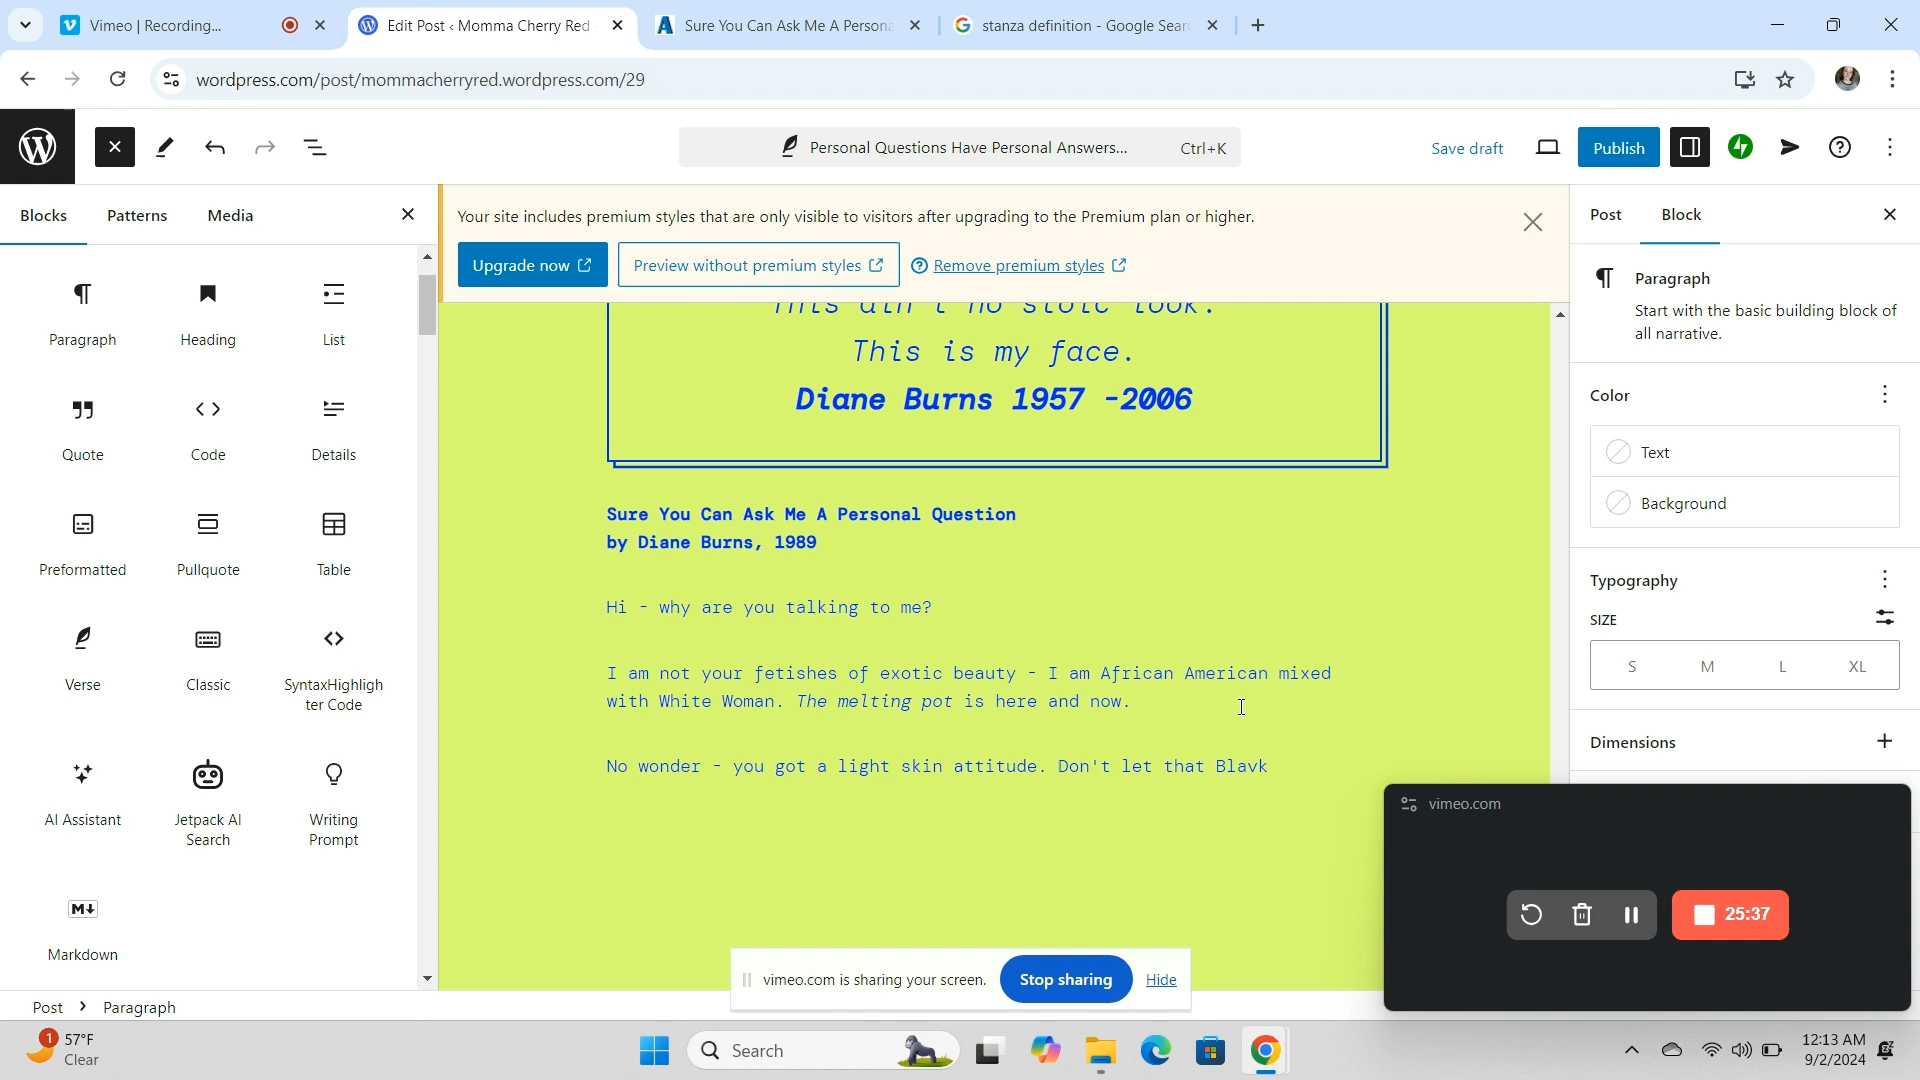 Vimeo | Recording...
Edit Post ‹ Momma Cherry Red
Sure You Can Ask Me A Persona
stanza definition - Google Sear
wordpress.com/post/mommacherryred.wordpress.com/29
Personal Questions Have Personal Answers... Ctrl+K
Save draft
Publish
Blocks Patterns Media
Your site includes premium styles that are only visible to visitors after upgrading to the Premium plan or higher.
Upgrade now
Preview without premium styles
Remove premium styles
Post Block
Paragraph
Start with the basic building block of
all narrative.
Color
Text
Background
Typography
SIZE
S M L XL
Dimensions
Paragraph Heading List
Quote Code Details
Preformatted Pullquote Table
Verse Classic SyntaxHighligh
ter Code
AI Assistant Jetpack AI Writing
Search Prompt
M
Markdown
This ain't no stoic look.
This is my face.
Diane Burns 1957 -2006
Sure You Can Ask Me A Personal Question
by Diane Burns, 1989
Hi - why are you talking to me?
I am not your fetishes of exotic beauty - I am African American mixed
with White Woman. The melting pot is here and now.
No wonder - you got a light skin attitude. Don't let that Blavk
vimeo.com
25:37
vimeo.com is sharing your screen. Stop sharing Hide
Post Paragraph
1
57°F
Clear
Search
12:13 AM
9/2/2024